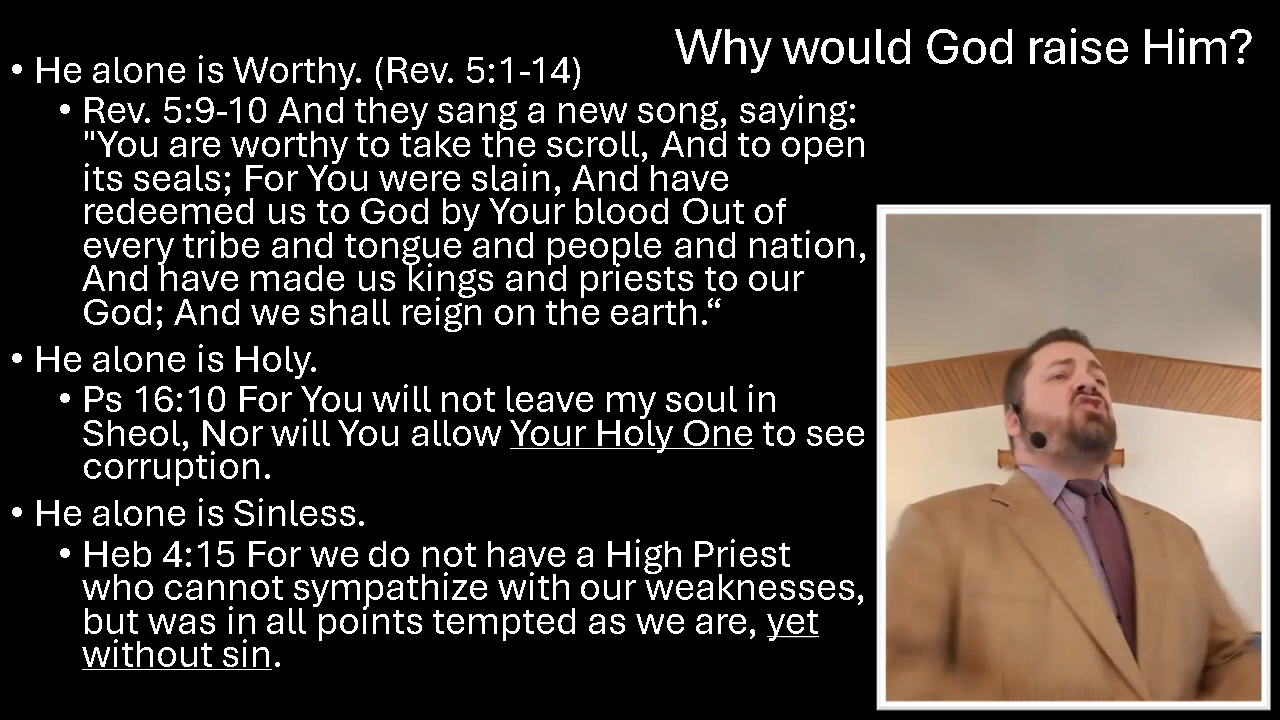 Why would God raise Him?
• He alone is Worthy. (Rev. 5:1-14)
• Rev. 5:9-10 And they sang a new song, saying:
"You are worthy to take the scroll, And to open
its seals; For You were slain, And have
redeemed us to God by Your blood Out of
every tribe and tongue and people and nation,
And have made us kings and priests to our
God; And we shall reign on the earth.“
• He alone is Holy.
• Ps 16:10 For You will not leave my soul in
Sheol, Nor will You allow Your Holy One to see
corruption.
• He alone is Sinless.
• Heb 4:15 For we do not have a High Priest
who cannot sympathize with our weaknesses,
but was in all points tempted as we are, yet
without sin.